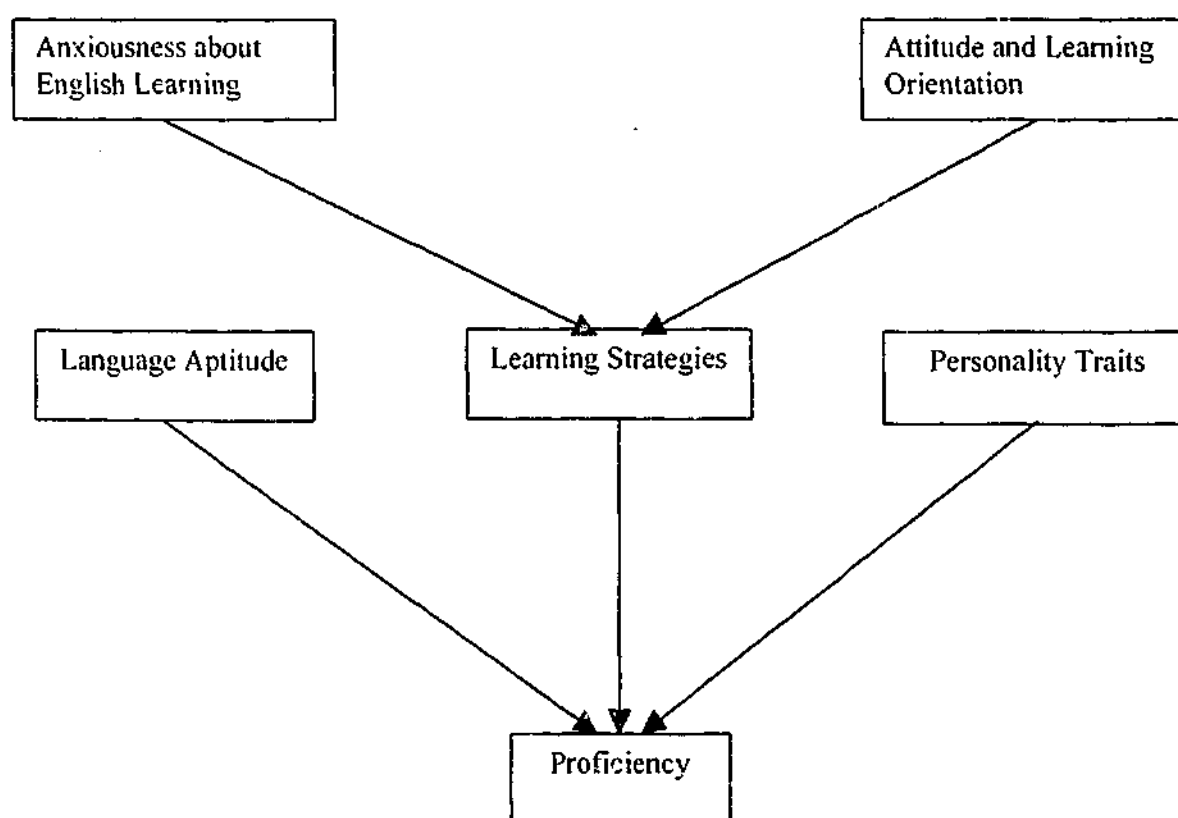 Anxiousness about
English Learning
Attitude and Learning
Orientation
Language Aptitude
Learning Strategies
Personality Traits
Proficiency